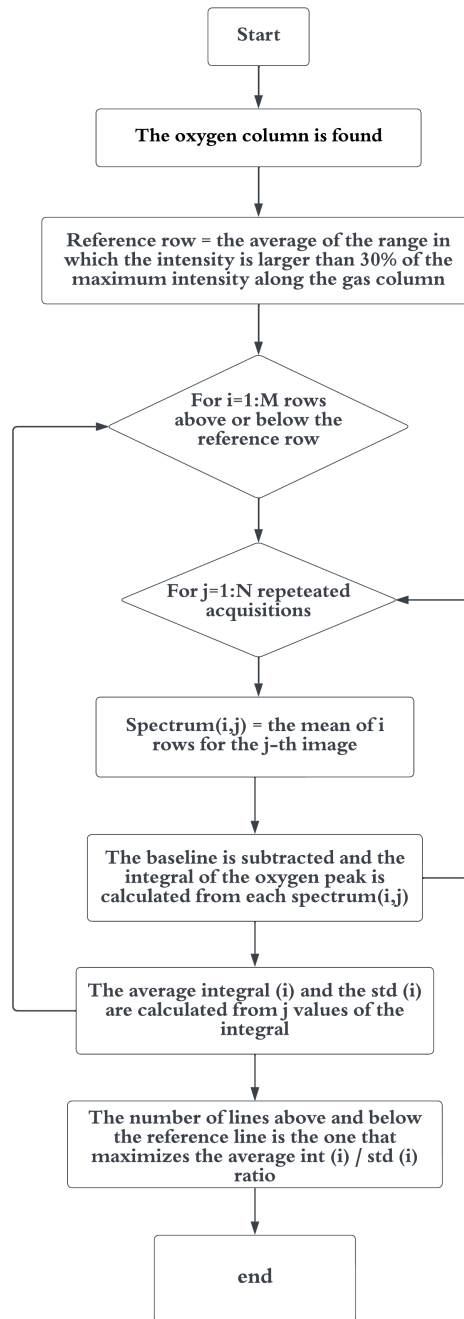 Start
The oxygen column is found
Reference row = the average of the range in
which the intensity is larger than 30% of the
maximum intensity along the gas column
For i=1:M rows
above or below the
reference row
For j=1:N repeteated
acquisitions
Spectrum(i,j) = the mean of i
rows for the j-th image
The baseline is subtracted and the
integral of the oxygen peak is
calculated from each spectrum(i,j)
The average integral (i) and the std (i)
are calculated from j values of the
integral
The number of lines above and below
the reference line is the one that
maximizes the average int (i) / std (i)
ratio
end